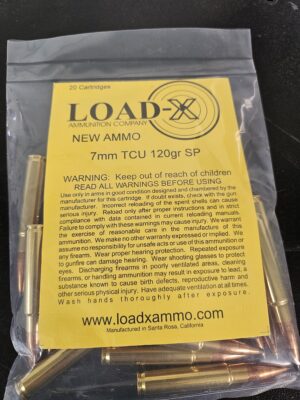 20 Cartridges
LOAD-X
AMMUNITION COMPANY
NEW AMMO
7mm TCU 120gr SP
WARNING: Keep out of reach of children
READ ALL WARNINGS BEFORE USING
Use only in arms in good condition designed and chambered by the
manufacturer for this cartridge. If doubt exists, check with the gun
manufacturer. Incorrect reloading of the spent shells can cause
serious injury. Reload only after proper instructions and in strict
compliance with data contained in current reloading manuals.
Failure to comply with these warnings may cause injury. We warrant
the exercise of reasonable care in the manufacture of this
ammunition. We make no other warranty expressed or implied. We
assume no responsibility for unsafe acts or use of this ammunition or
any firearm. Wear proper hearing protection. Repeated exposure
to gunfire can damage hearing. Wear shooting glasses to protect
eyes. Discharging firearms in poorly ventilated areas, cleaning
firearms, or handling ammunition may result in exposure to lead, a
substance known to cause birth defects, reproductive harm and
other serious physical injury. Have adequate ventilation at all times.
Wash hands thoroughly after exposure.
www.loadxammo.com
Manufactured in Santa Rosa, California